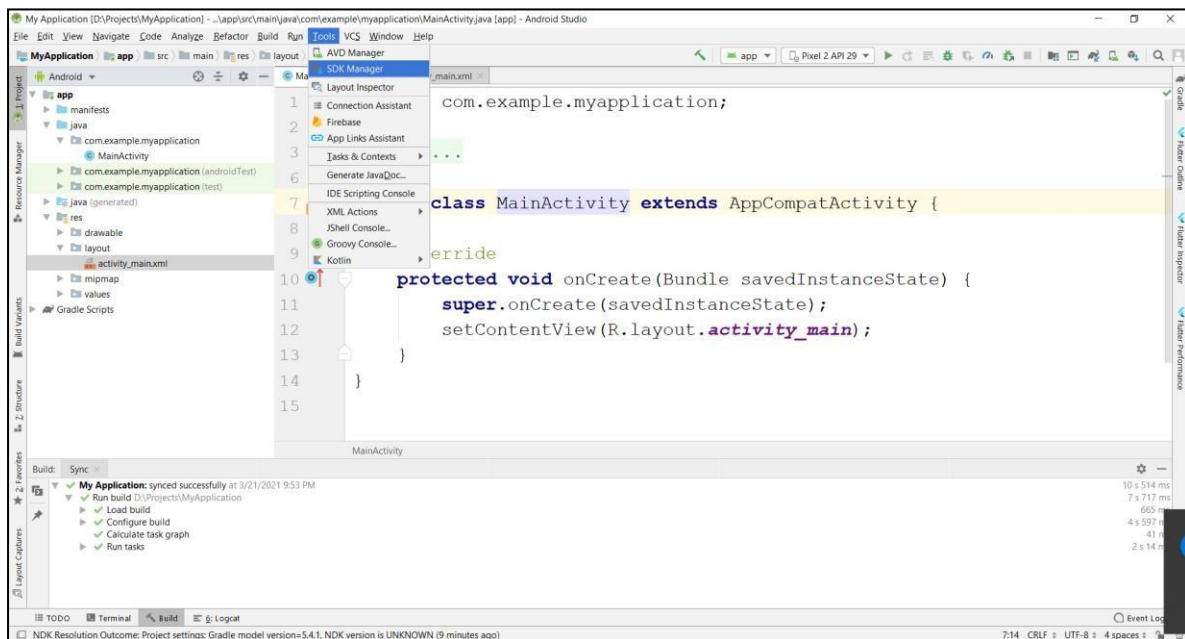 My Application [D:\Projects\MyApplication] - ...\app\src\main\java\com\example\myapplication\MainActivity.java [app] - Android Studio
File Edit View Navigate Code Analyze Refactor Build Run Tools VCS Window Help
MyApplication app src main java res layout
app Pixel 2 API 29
AVD Manager
SDK Manager
Layout Inspector
Connection Assistant
Firebase
App Links Assistant
Tasks & Contexts
Generate JavaDoc...
IDE Scripting Console
XML Actions
JShell Console...
Groovy Console...
Kotlin
Android
app
manifests
java
com.example.myapplication
MainActivity
com.example.myapplication (androidTest)
com.example.myapplication (test)
java (generated)
res
drawable
layout
activity_main.xml
mipmap
values
Gradle Scripts
Ma
_main.xml
1 com.example.myapplication;
2
3 ...
6
7 class MainActivity extends AppCompatActivity {
8
9 erride
10 protected void onCreate(Bundle savedInstanceState) {
11 super.onCreate(savedInstanceState);
12 setContentView(R.layout.activity_main);
13 }
14 }
15
MainActivity
1: Project
Resource Manager
Build Variants
Z: Structure
2: Favorites
Layout Captures
Gradle
Flutter Outline
Flutter Inspector
Flutter Performance
Build: Sync
My Application: synced successfully at 3/21/2021 9:53 PM 10 s 514 ms
Run build D:\Projects\MyApplication 7 s 717 ms
Load build 665
Configure build 4 s 597
Calculate task graph 41
Run tasks 2 s 14
TODO Terminal Build 6: Logcat Event Log
NDK Resolution Outcome: Project settings: Gradle model version=5.4.1, NDK version is UNKNOWN (9 minutes ago) 7:14 CRLF UTF-8 4 spaces